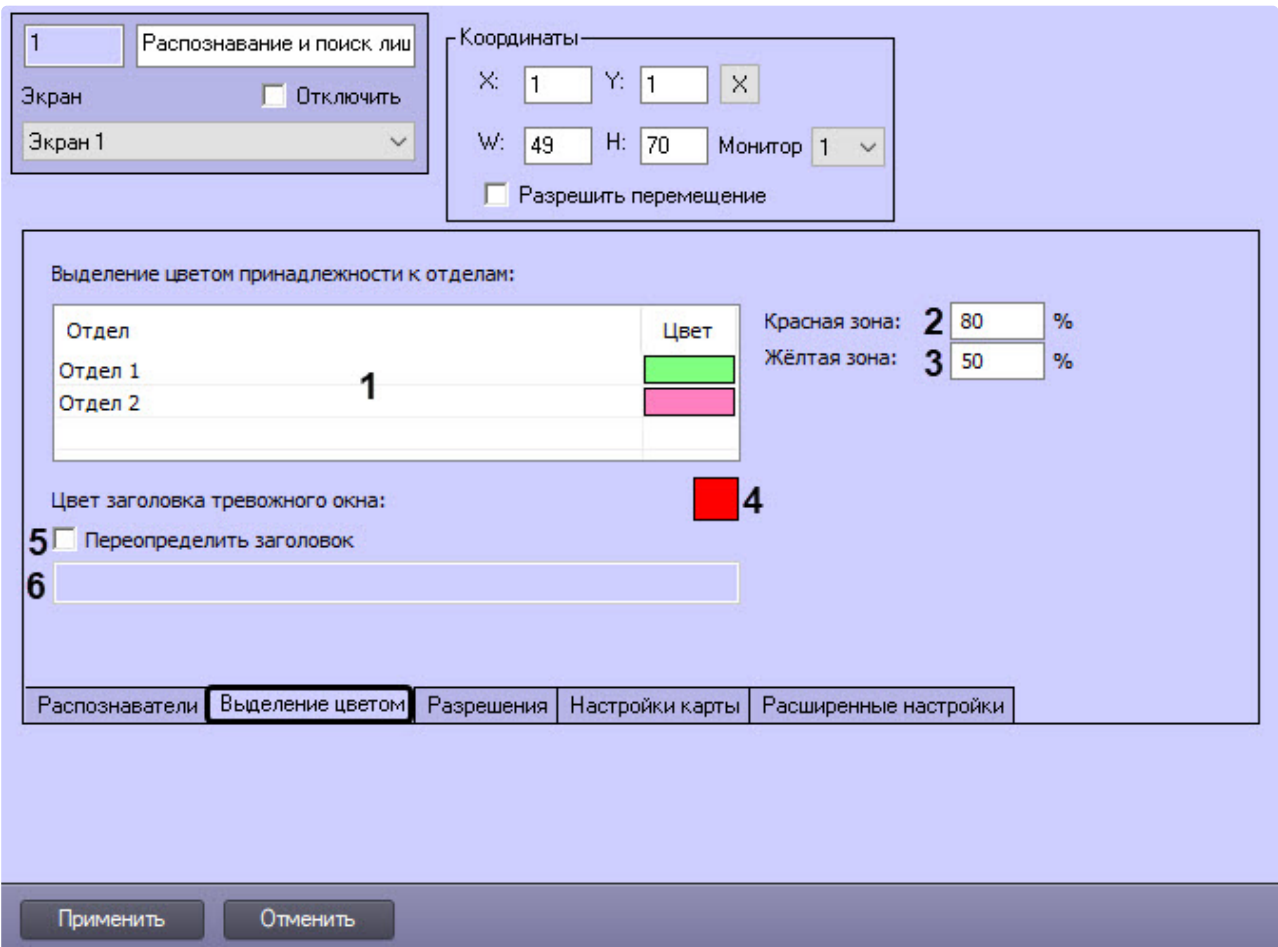 1
Распознавание и поиск лиц
Экран
Отключить
Экран 1
Координаты
X: 1 Y: 1 X
W: 49 H: 70 Монитор 1
Разрешить перемещение
Выделение цветом принадлежности к отделам:
Отдел Цвет
Отдел 1
1
Отдел 2
Красная зона: 2 80 %
Жёлтая зона: 3 50 %
Цвет заголовка тревожного окна: 4
5 Переопределить заголовок
6
Распознаватели Выделение цветом Разрешения Настройки карты Расширенные настройки
Применить Отменить